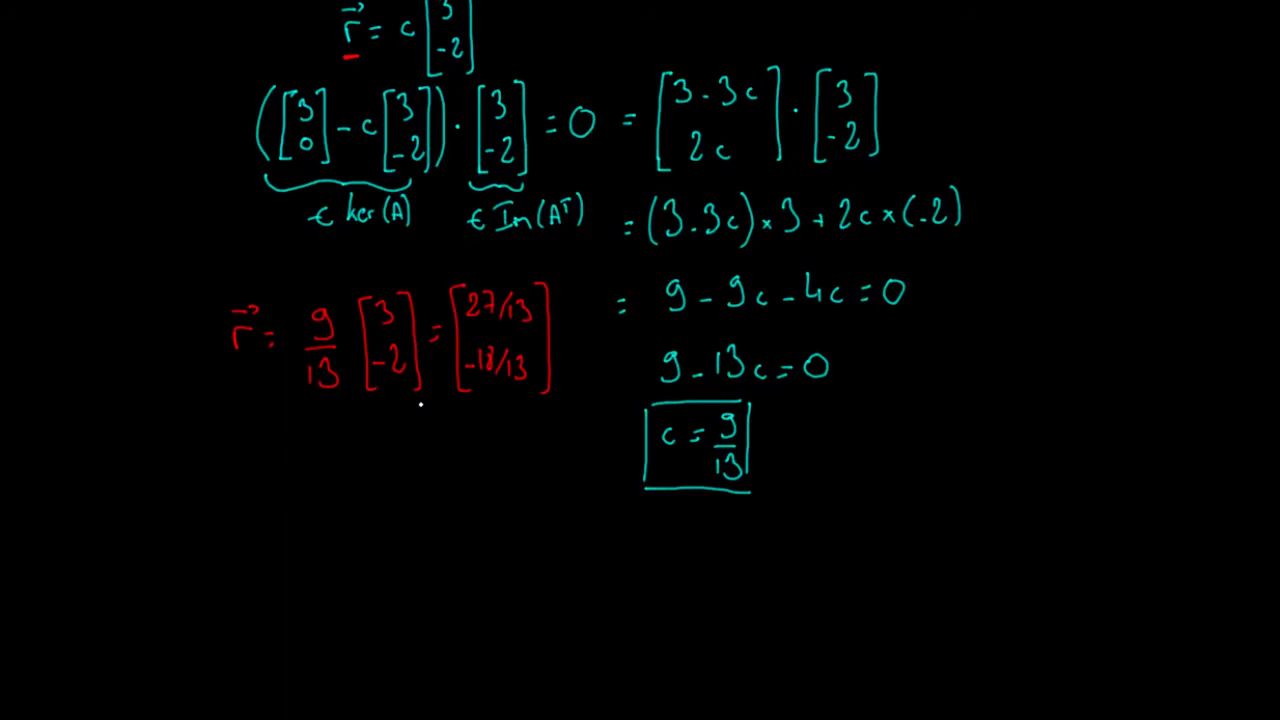 r⃗ = c [3 -2]
([3 0] - c [3 -2]) · [3 -2] = 0 = [3 - 3c 2c] · [3 -2]
∈ ker(A) ∈ Im(Aᵀ)
= (3 - 3c) × 3 + 2c × (-2)
= 9 - 9c - 4c = 0
r⃗ = 9/13 [3 -2] = [27/13 -18/13]
9 - 13c = 0
c = 9/13